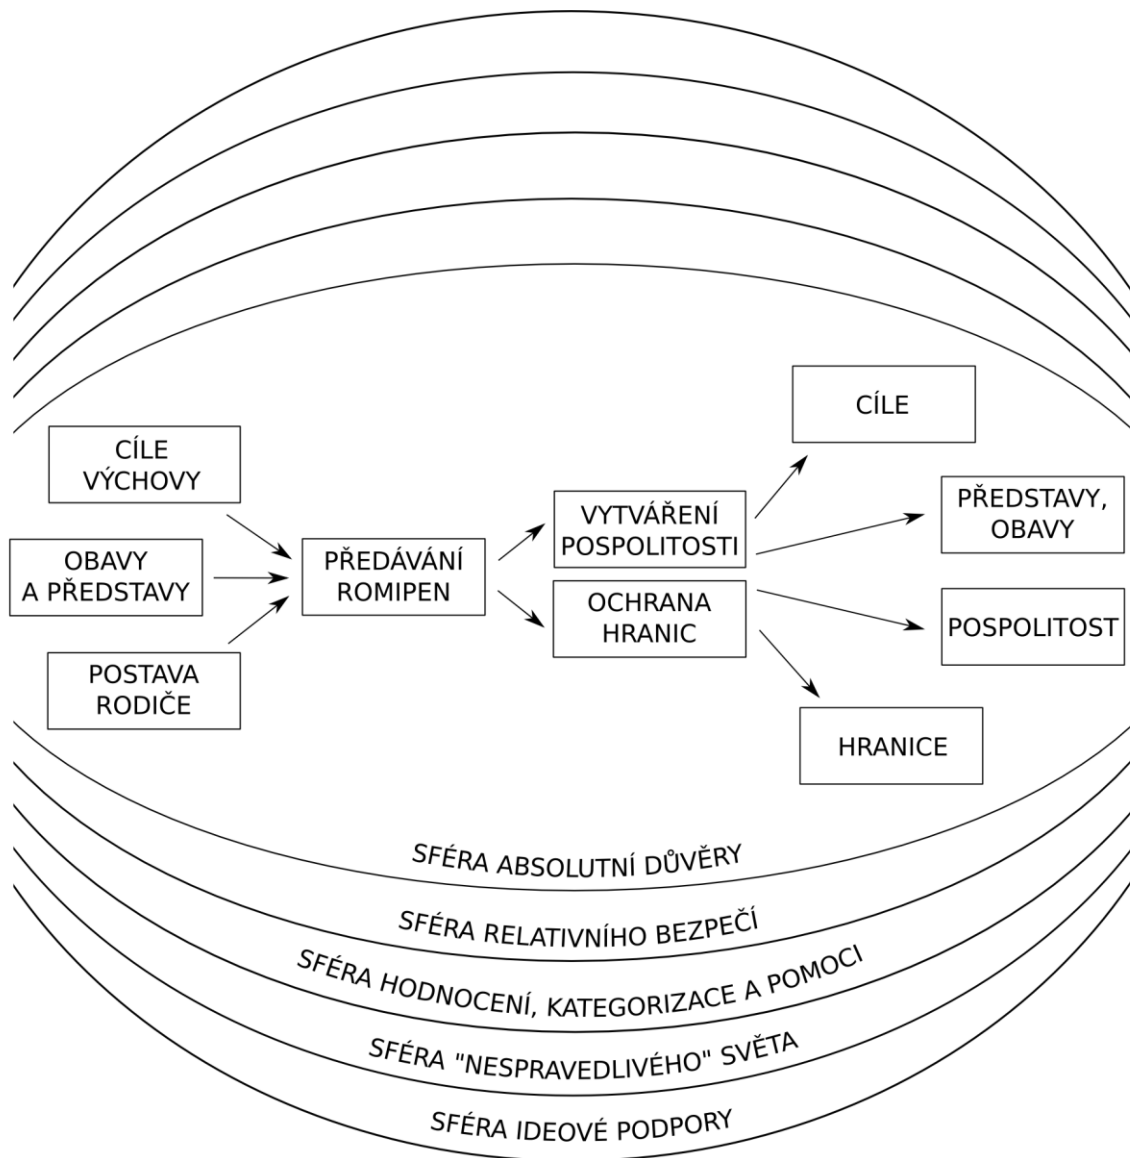 CÍLE
VÝCHOVY
OBAVY
A PŘEDSTAVY
POSTAVA
RODIČE
PŘEDÁVÁNÍ
ROMIPEN
VYTVÁŘENÍ
POSPOLITOSTI
OCHRANA
HRANIC
CÍLE
PŘEDSTAVY,
OBAVY
POSPOLITOST
HRANICE
SFÉRA ABSOLUTNÍ DŮVĚRY
SFÉRA RELATIVNÍHO BEZPEČÍ
SFÉRA HODNOCENÍ, KATEGORIZACE A POMOCI
SFÉRA "NESPRAVEDLIVÉHO" SVĚTA
SFÉRA IDEOVÉ PODPORY